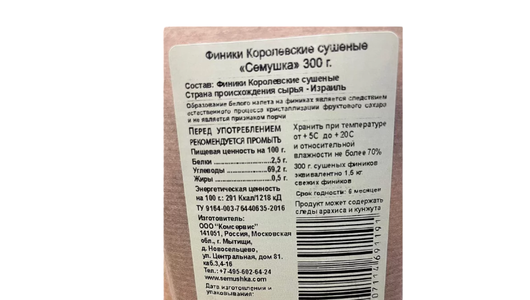 Финики Королевские сушеные
«Семушка» 300 г.
Состав: Финики Королевские сушеные
Страна происхождения сырья - Израиль
Образование белого налета на финиках является следствием
естественного процесса кристаллизации фруктового сахара
и не является признаком порчи
ПЕРЕД УПОТРЕБЛЕНИЕМ
РЕКОМЕНДУЕТСЯ ПРОМЫТЬ
Пищевая ценность на 100 г.
Белки ........ 2,5 г.
Углеводы ........ 69,2 г.
Жиры ........ 0,5 г.
Энергетическая ценность
на 100 г.: 291 Ккал/1218 кД
ТУ 9164-003-76440635-2016
Изготовитель:
ООО "Комсервис"
141051, Россия, Московская
обл., г. Мытищи,
д. Новосельцево,
ул. Центральная, дом 81.
каб.3,4-16
Тел.: +7-495-602-64-24
www.semushka.com
Дата изготовления и
упаковывания:
Хранить при температуре
от + 5С до + 20С
и относительной
влажности не более 70%
300 г. сушеных фиников
эквивалентно 1,5 кг
свежих фиников
Срок годности: 6 месяцев
Продукт может содержать
следы арахиса и кунжута
07114691191